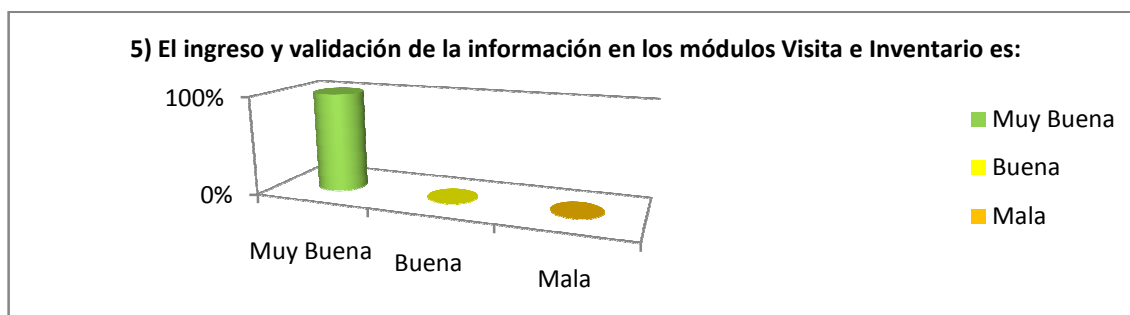 5) El ingreso y validación de la información en los módulos Visita e Inventario es:
100%
0%
Muy Buena
Buena
Mala
Muy Buena
Buena
Mala